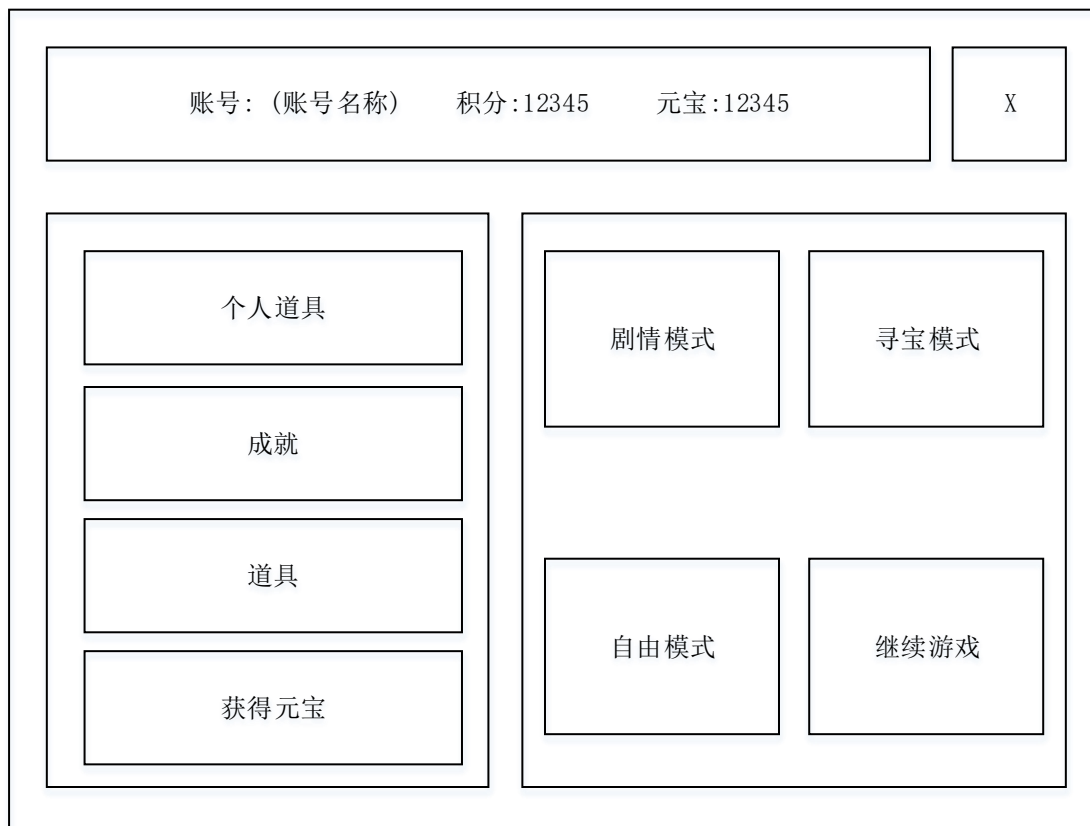 账号:（账号名称） 积分:12345 元宝:12345
X
个人道具
成就
道具
获得元宝
剧情模式 寻宝模式
自由模式 继续游戏